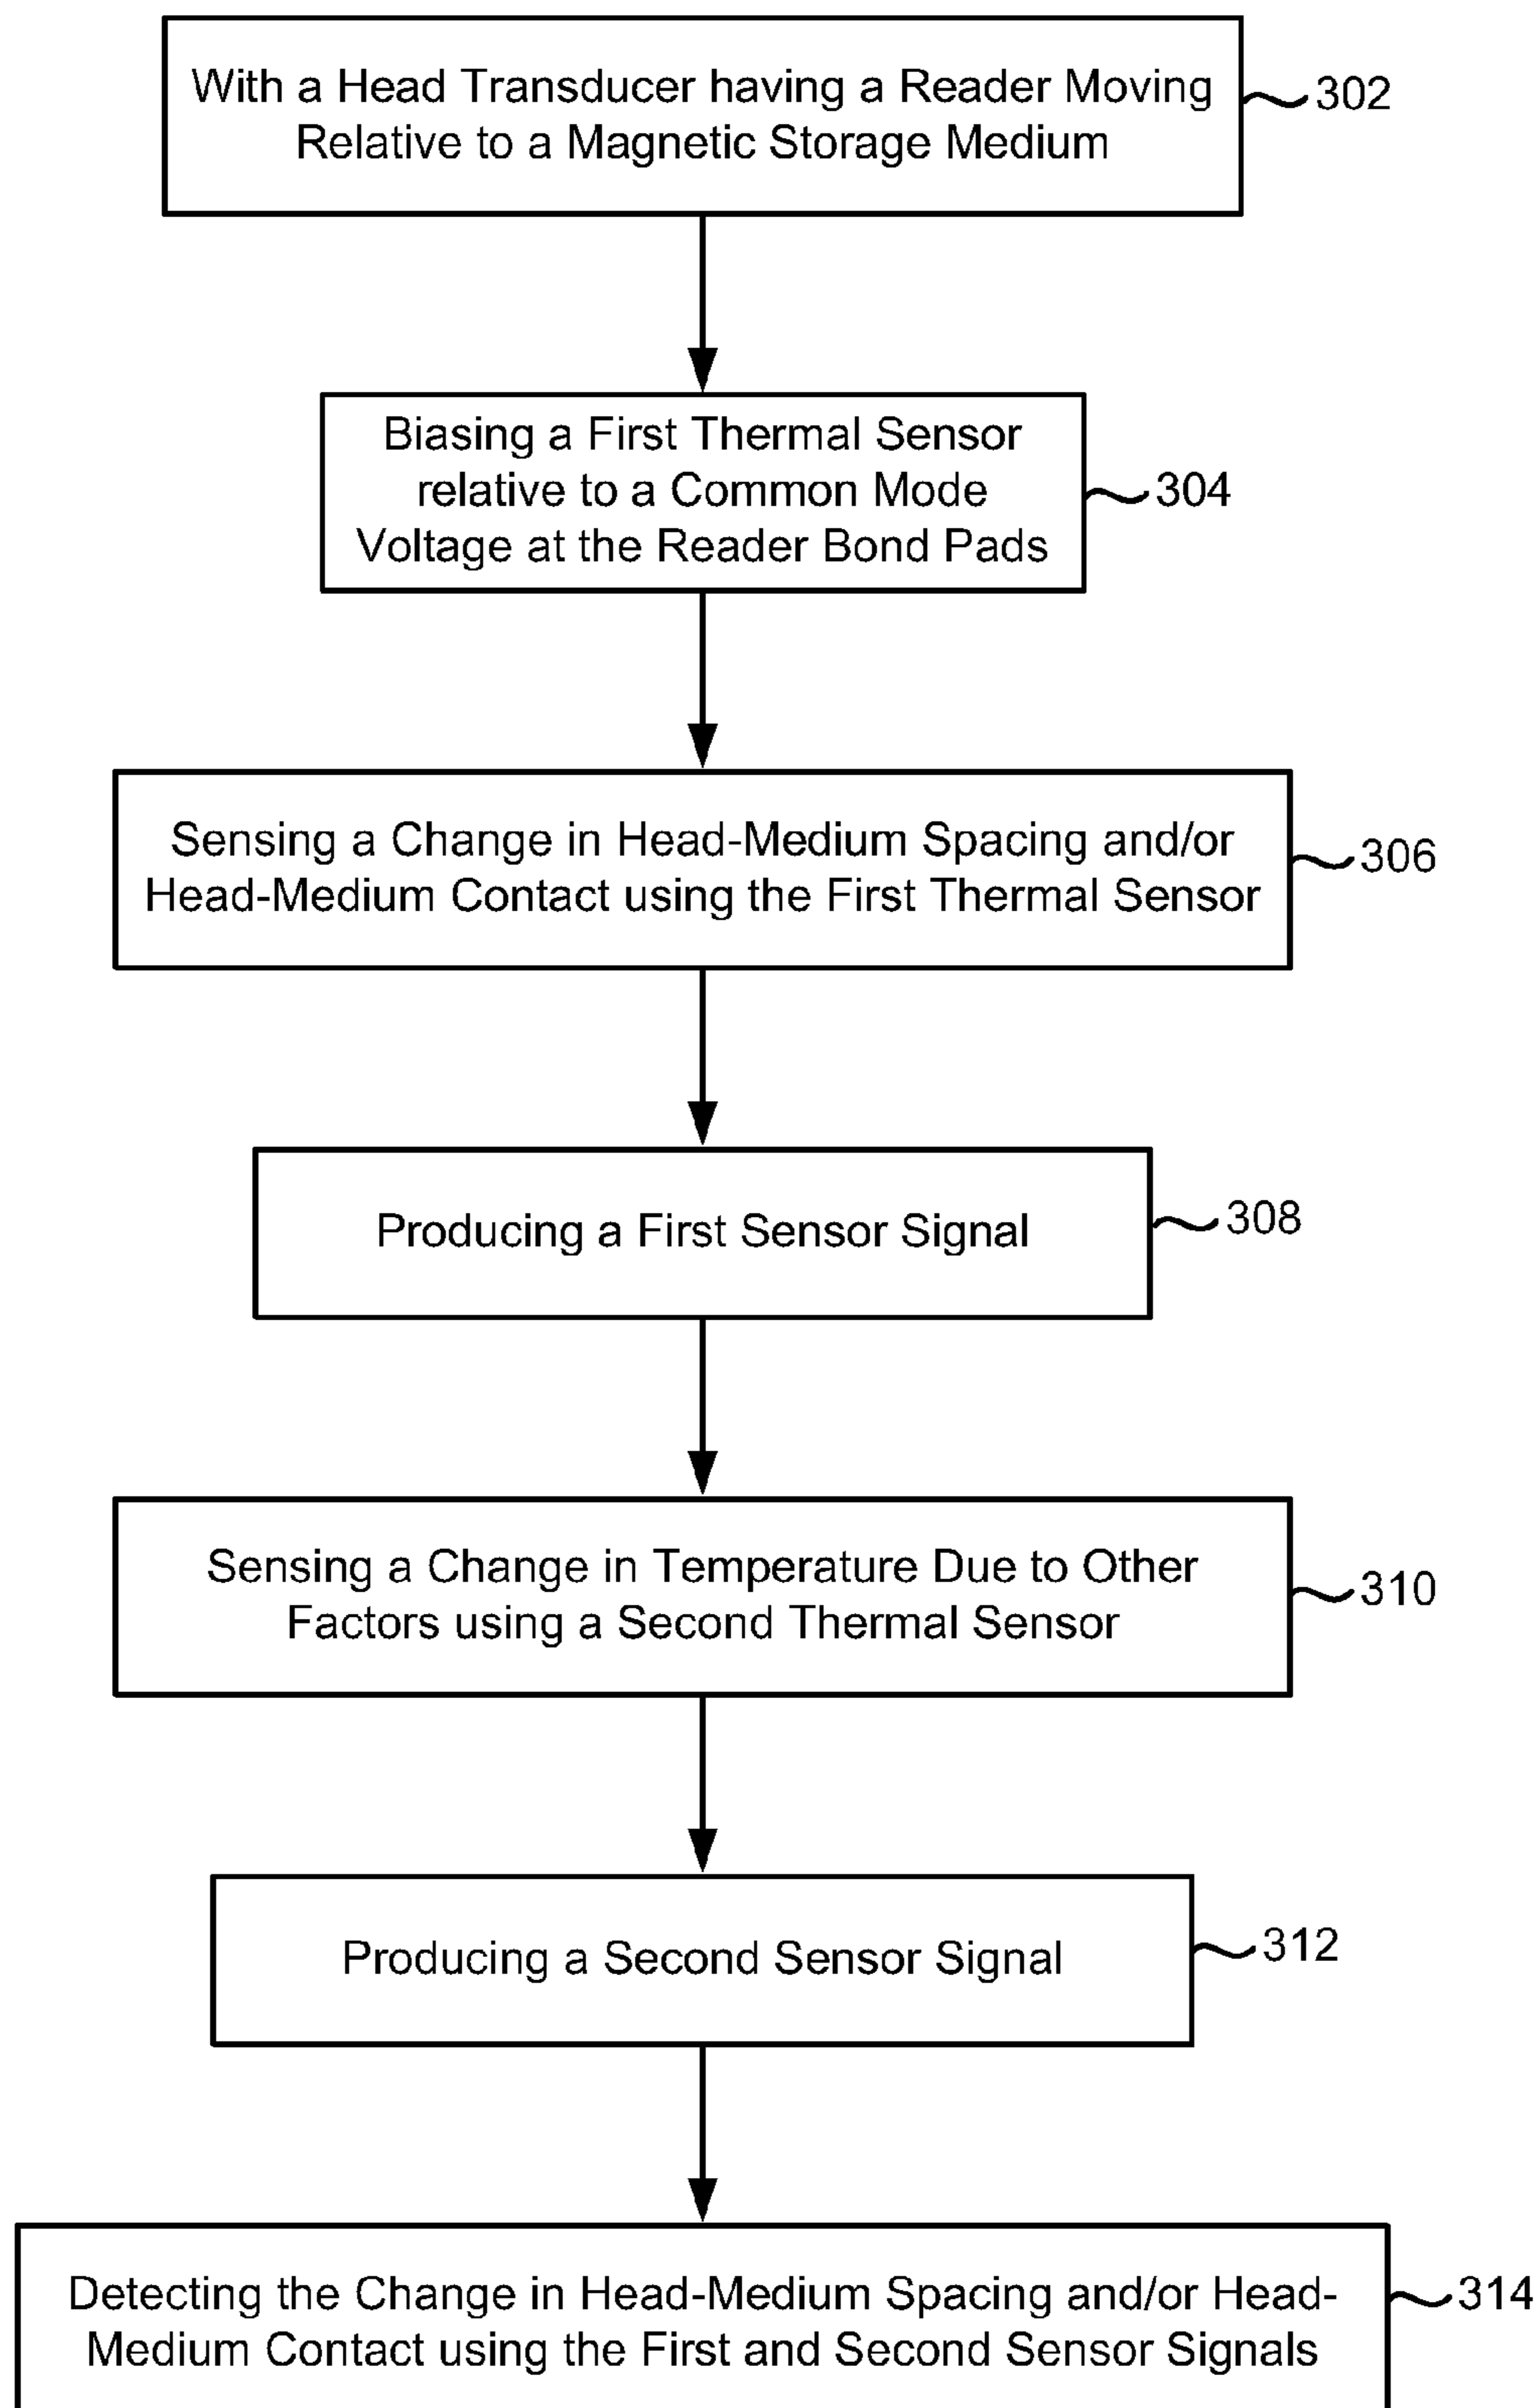 With a Head Transducer having a Reader Moving
Relative to a Magnetic Storage Medium
302
Biasing a First Thermal Sensor
relative to a Common Mode
Voltage at the Reader Bond Pads
304
Sensing a Change in Head-Medium Spacing and/or
Head-Medium Contact using the First Thermal Sensor
306
Producing a First Sensor Signal
308
Sensing a Change in Temperature Due to Other
Factors using a Second Thermal Sensor
310
Producing a Second Sensor Signal
312
Detecting the Change in Head-Medium Spacing and/or Head-
Medium Contact using the First and Second Sensor Signals
314